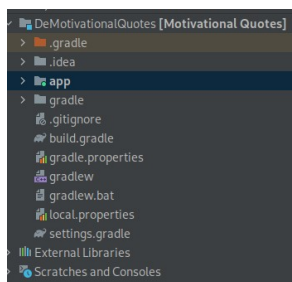 DeMotivationalQuotes [Motivational Quotes]
.gradle
.idea
app
gradle
.gitignore
build.gradle
gradle.properties
gradlew
gradlew.bat
local.properties
settings.gradle
External Libraries
Scratches and Consoles